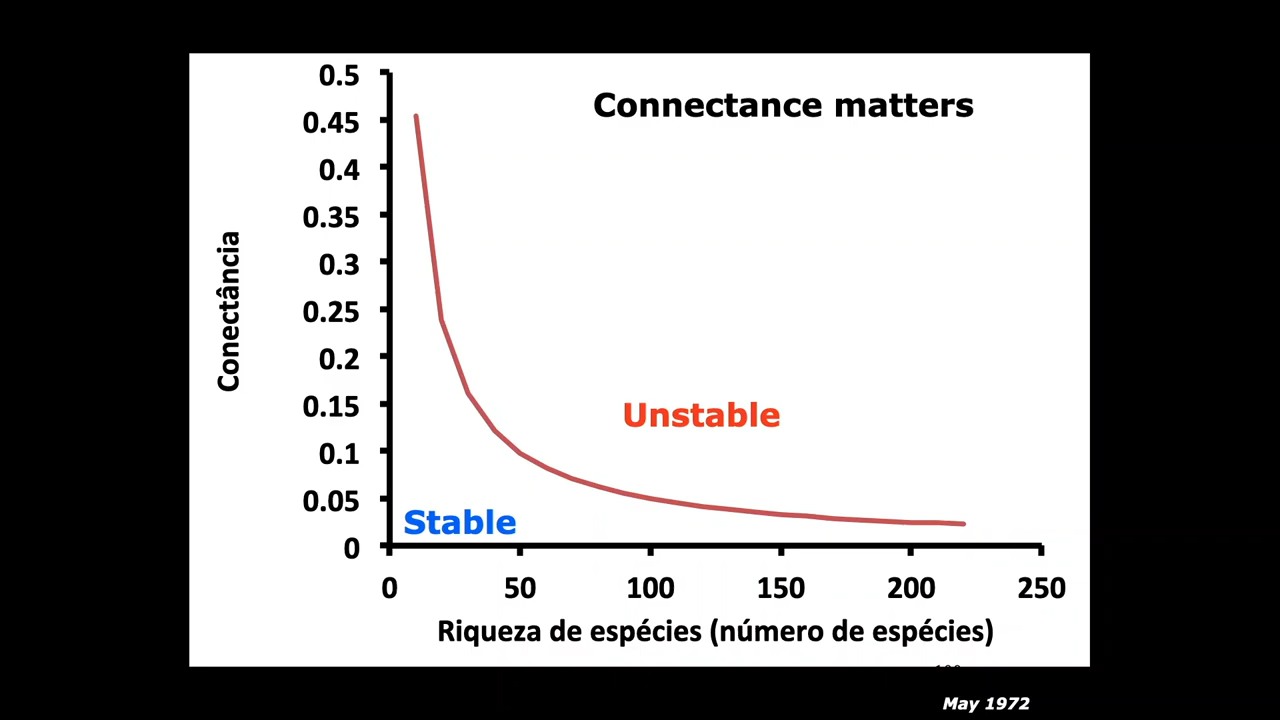 Connectance matters
0.5
0.45
0.4
0.35
0.3
0.25
0.2
0.15
0.1
0.05
0
Conectância
Unstable
Stable
0 50 100 150 200 250
Riqueza de espécies (número de espécies)
May 1972